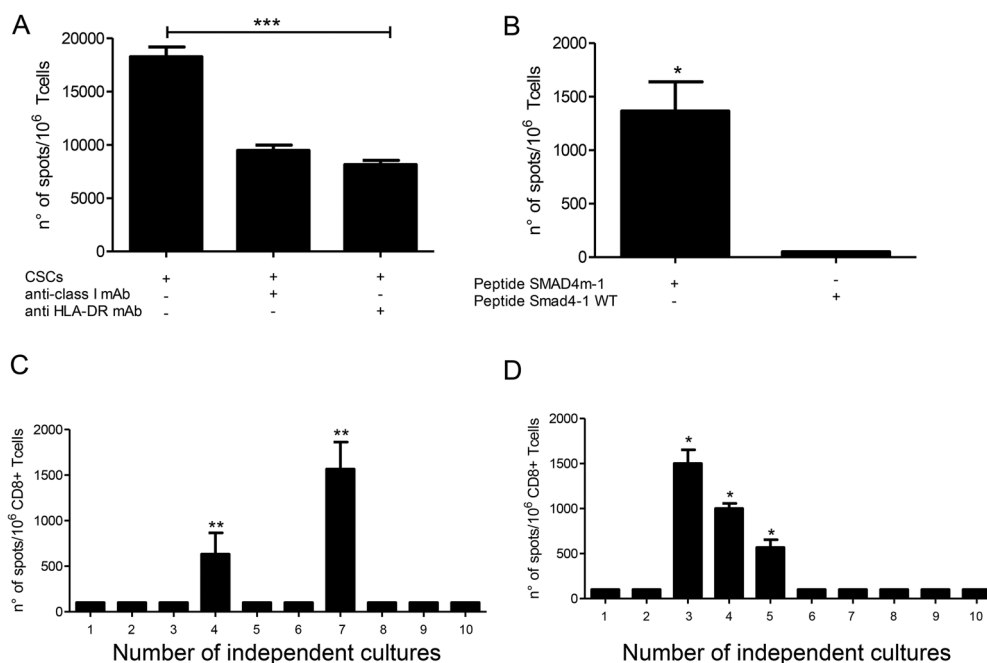 A
***
n° of spots/10⁶ Tcells
20000
15000
10000
5000
0
CSCs + + +
anti-class I mAb - + -
anti HLA-DR mAb - - +
B
*
n° of spots/10⁶ Tcells
2000
1500
1000
500
0
Peptide SMAD4m-1 + -
Peptide Smad4-1 WT - +
C
n° of spots/10⁶ CD8+ Tcells
2000
1500
1000
500
0
** **
1 2 3 4 5 6 7 8 9 10
Number of independent cultures
D
n° of spots/10⁶ CD8+ Tcells
2000
1500
1000
500
0
* * *
1 2 3 4 5 6 7 8 9 10
Number of independent cultures